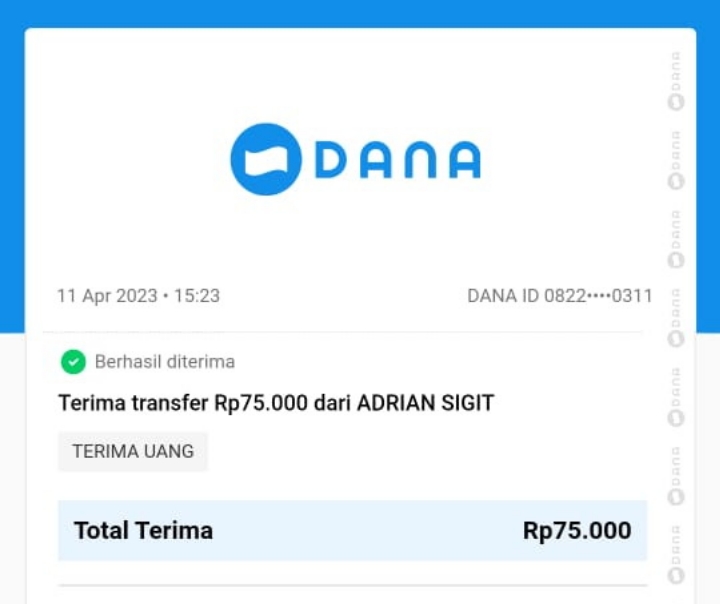 DANA
11 Apr 2023 • 15:23
DANA ID 0822••••0311
Berhasil diterima
Terima transfer Rp75.000 dari ADRIAN SIGIT
TERIMA UANG
Total Terima
Rp75.000
DANA
DANA
DANA
DANA
DANA
DANA
DANA